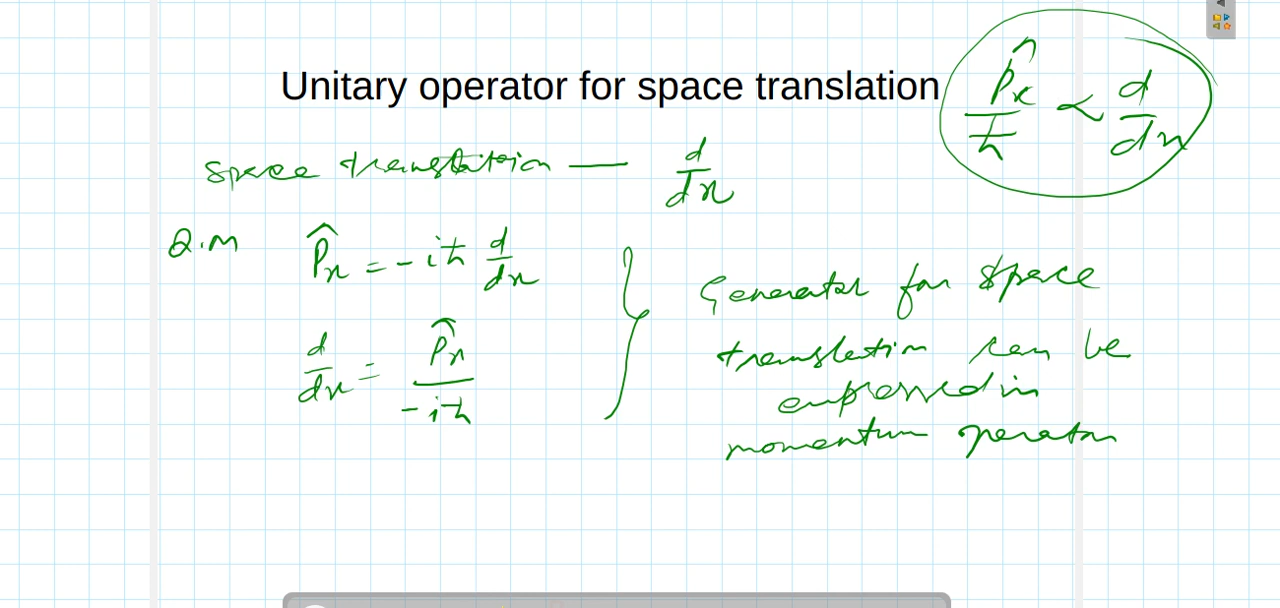 Unitary operator for space translation
p̂x/ħ ∝ d/dx
Space translation — d/dx
Q.M P̂x = -iħ d/dx
d/dx = P̂x/-iħ
Generator for space
translation can be
expressed in
momentum operator